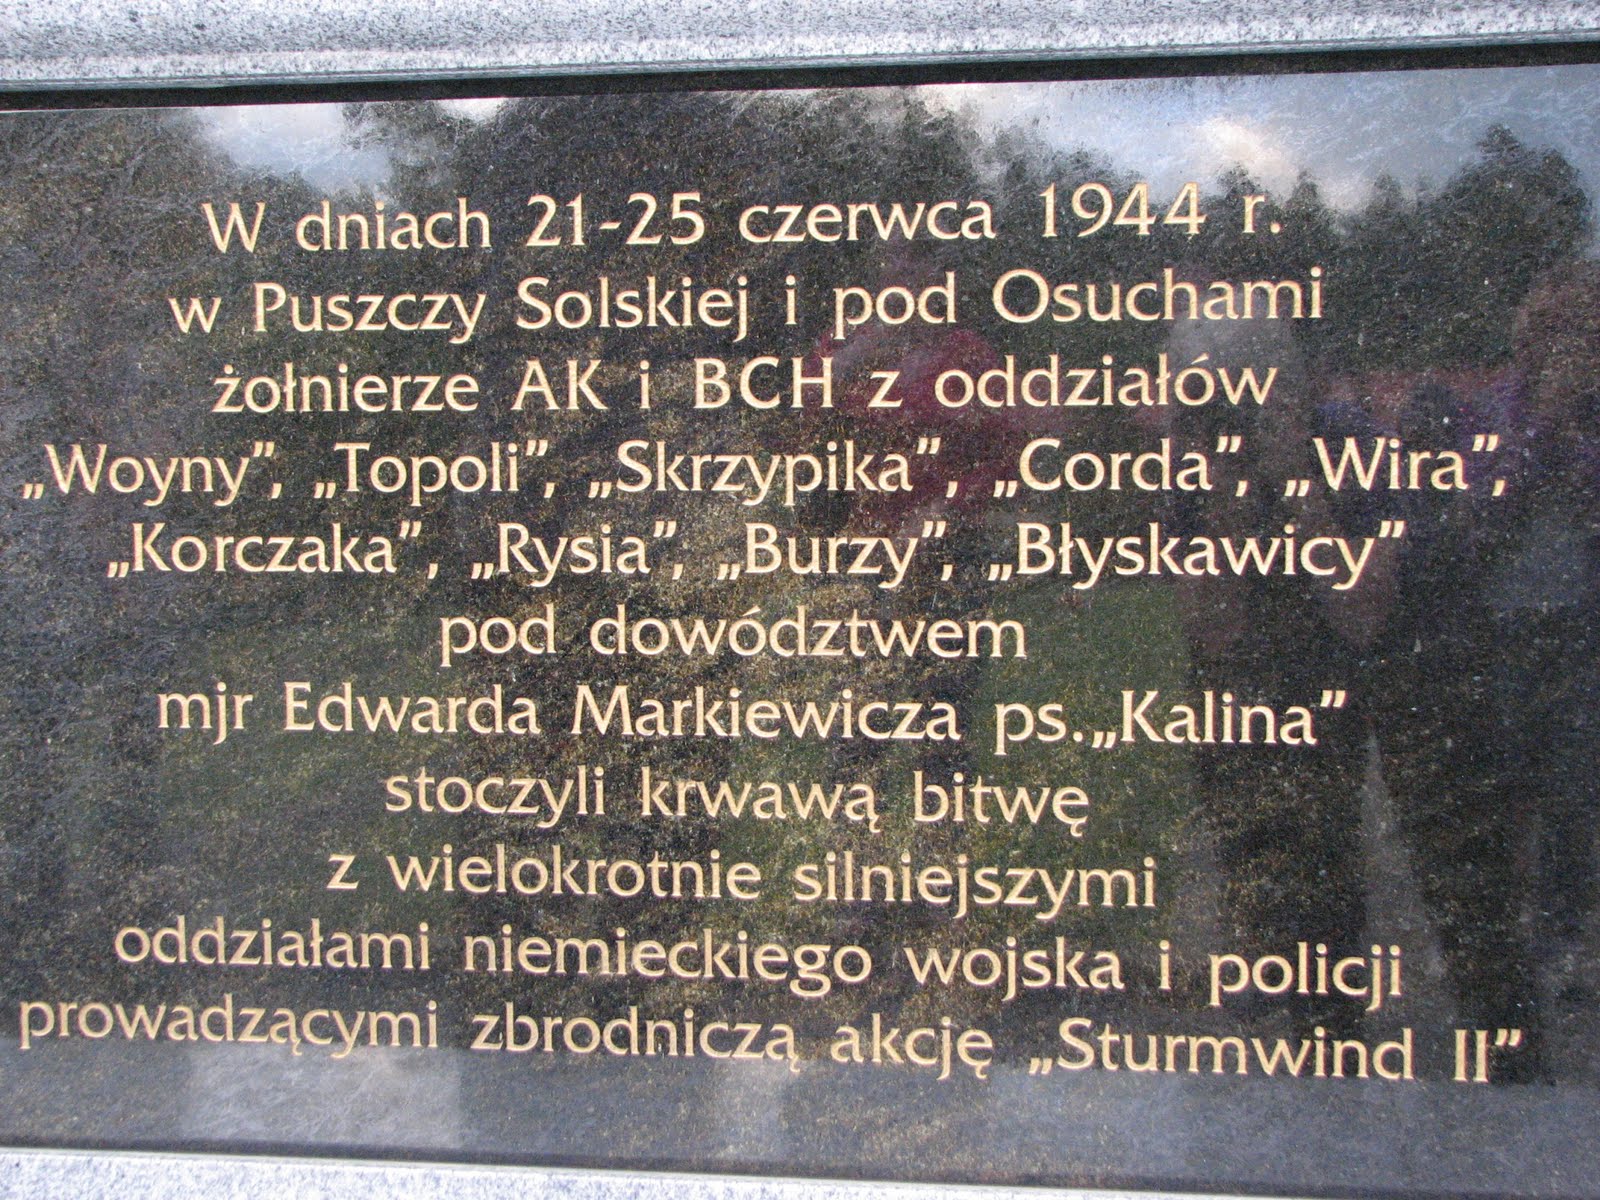 W dniach 21-25 czerwca 1944 r.
w Puszczy Solskiej i pod Osuchami
żołnierze AK i BCH z oddziałów
„Woyny”, „Topoli”, „Skrzypika”, „Corda”, „Wira”,
„Korczaka”, „Rysia”, „Burzy”, „Błyskawicy”
pod dowództwem
mjr Edwarda Markiewicza ps.„Kalina”
stoczyli krwawą bitwę
z wielokrotnie silniejszymi
oddziałami niemieckiego wojska i policji
prowadzącymi zbrodniczą akcję „Sturmwind II”